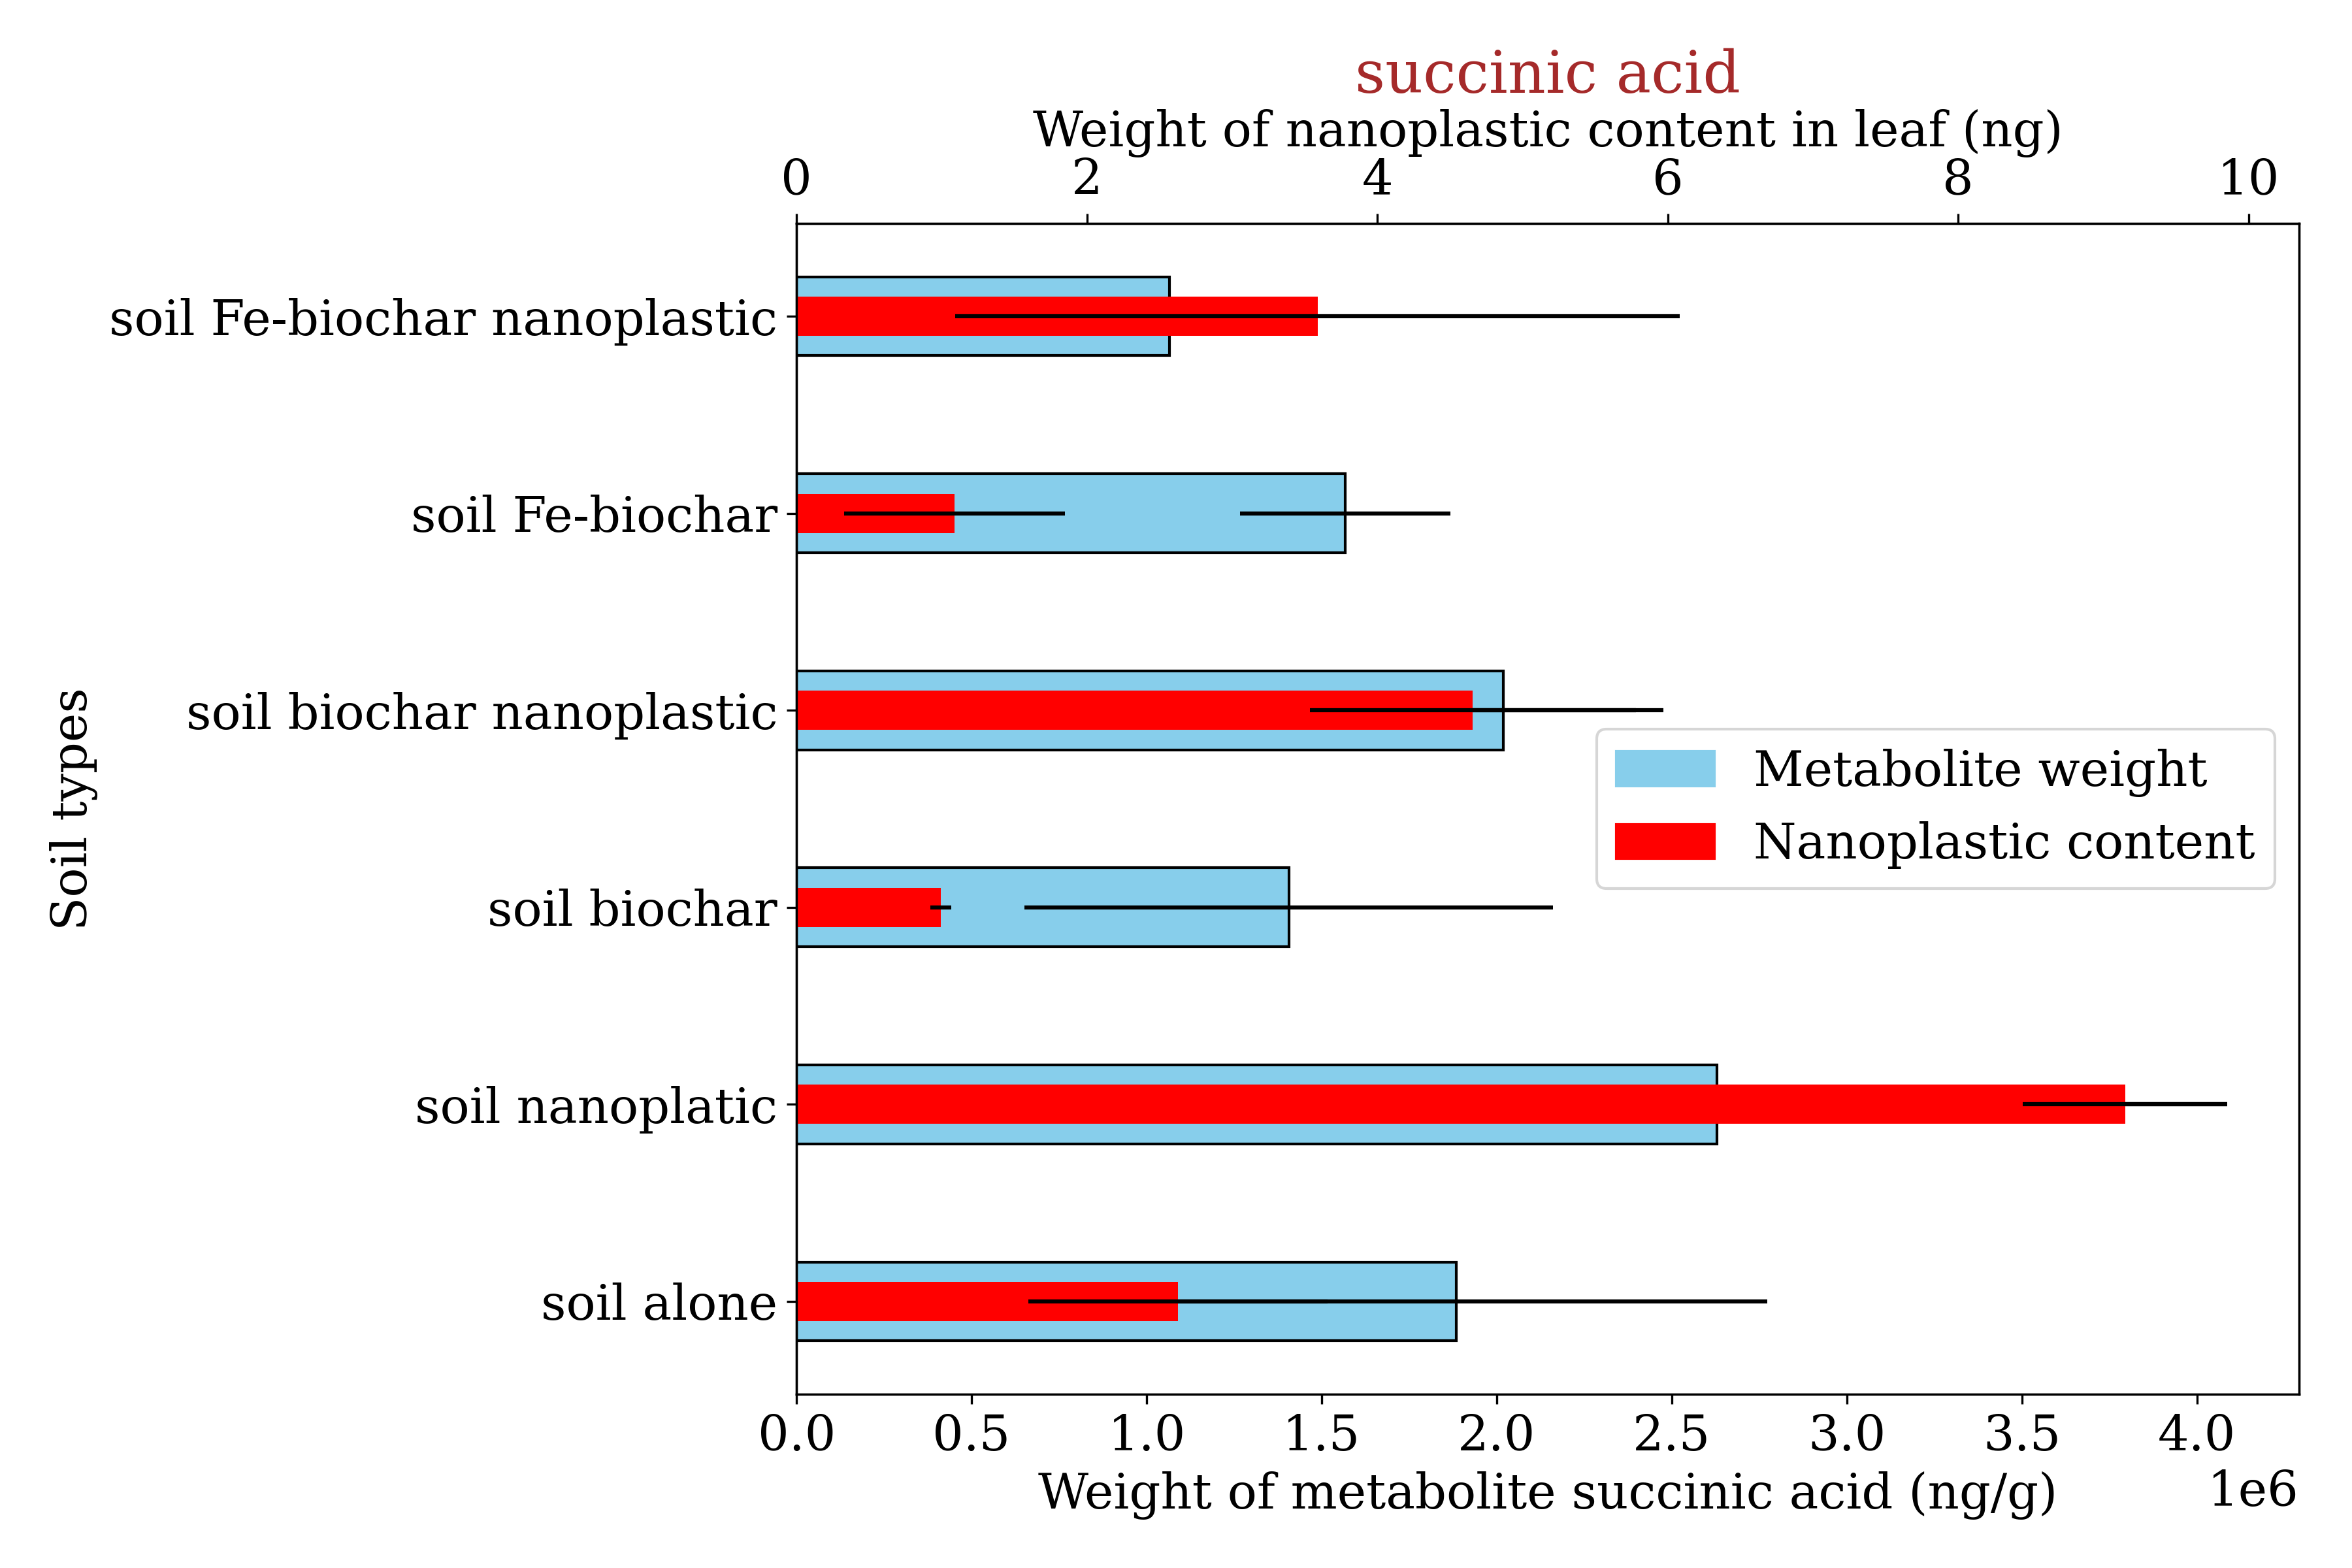 succinic acid
Weight of nanoplastic content in leaf (ng)
0 2 4 6 8 10
soil Fe-biochar nanoplastic
soil Fe-biochar
soil biochar nanoplastic
soil biochar
soil nanoplatic
soil alone
Soil types
Metabolite weight
Nanoplastic content
0.0 0.5 1.0 1.5 2.0 2.5 3.0 3.5 4.0
1e6
Weight of metabolite succinic acid (ng/g)